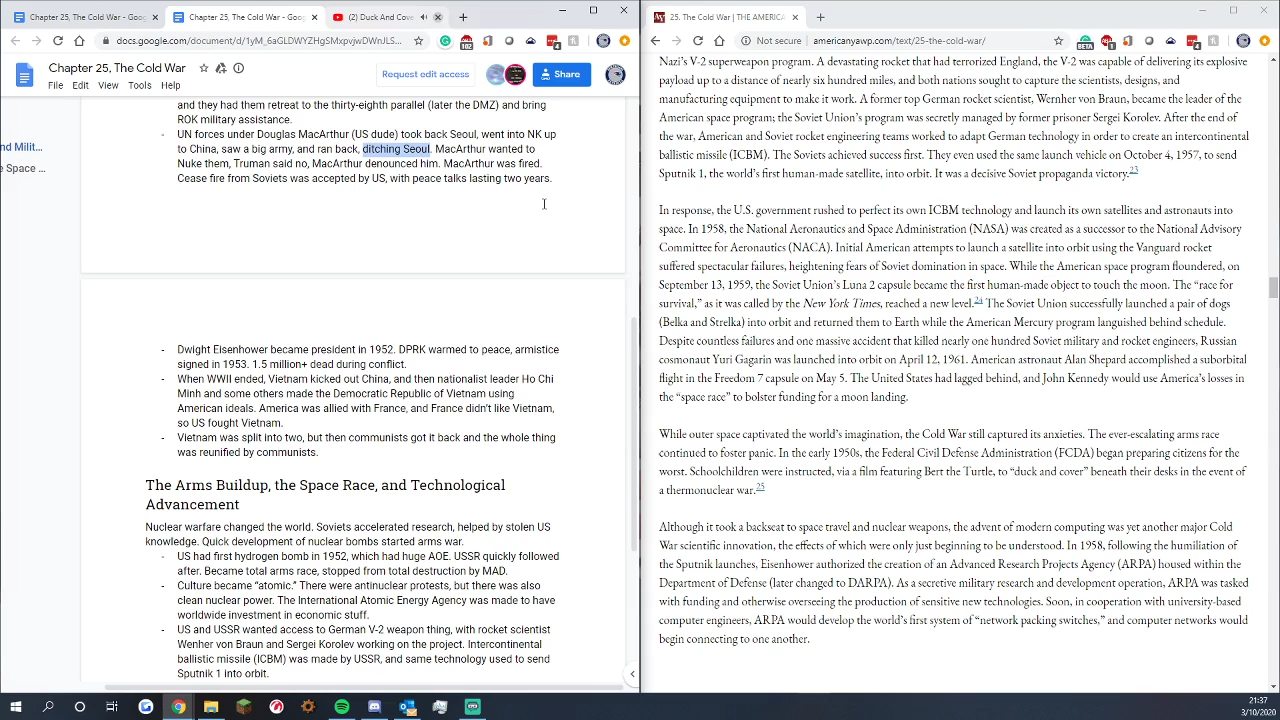 Chapter 25, The Cold War - Goog
Chapter 25, The Cold War - Goog
(2) Duck And Cove
25. The Cold War | THE AMERICA
docs.google.com/document/d/1yM_6aGLDWYZHgSMxpvjwDWnJLS...
102
4
Not secure | americanyawp.com/text/25-the-cold-war/
BETA
1
4
Chapter 25, The Cold War
File Edit View Tools Help
Request edit access
Share
nd Milit...
e Space ...
and they had them retreat to the thirty-eighth parallel (later the DMZ) and bring
ROK military assistance.
- UN forces under Douglas MacArthur (US dude) took back Seoul, went into NK up
to China, saw a big army, and ran back, ditching Seoul. MacArthur wanted to
Nuke them, Truman said no, MacArthur denounced him. MacArthur was fired.
Cease fire from Soviets was accepted by US, with peace talks lasting two years.
- Dwight Eisenhower became president in 1952. DPRK warmed to peace, armistice
signed in 1953. 1.5 million+ dead during conflict.
- When WWII ended, Vietnam kicked out China, and then nationalist leader Ho Chi
Minh and some others made the Democratic Republic of Vietnam using
American ideals. America was allied with France, and France didn't like Vietnam,
so US fought Vietnam.
- Vietnam was split into two, but then communists got it back and the whole thing
was reunified by communists.
The Arms Buildup, the Space Race, and Technological
Advancement
Nuclear warfare changed the world. Soviets accelerated research, helped by stolen US
knowledge. Quick development of nuclear bombs started arms war.
- US had first hydrogen bomb in 1952, which had huge AOE. USSR quickly followed
after. Became total arms race, stopped from total destruction by MAD.
- Culture became “atomic.” There were antinuclear protests, but there was also
clean nuclear power. The International Atomic Energy Agency was made to have
worldwide investment in economic stuff.
- US and USSR wanted access to German V-2 weapon thing, with rocket scientist
Wenher von Braun and Sergei Korolev working on the project. Intercontinental
ballistic missile (ICBM) was made by USSR, and same technology used to send
Sputnik 1 into orbit.
Nazi’s V-2 superweapon program. A devastating rocket that had terrorized England, the V-2 was capable of delivering its explosive
payload up to a distance of nearly six hundred miles, and both nations sought to capture the scientists, designs, and
manufacturing equipment to make it work. A former top German rocket scientist, Wernher von Braun, became the leader of the
American space program; the Soviet Union’s program was secretly managed by former prisoner Sergei Korolev. After the end of
the war, American and Soviet rocket engineering teams worked to adapt German technology in order to create an intercontinental
ballistic missile (ICBM). The Soviets achieved success first. They even used the same launch vehicle on October 4, 1957, to send
Sputnik 1, the world’s first human-made satellite, into orbit. It was a decisive Soviet propaganda victory.23
In response, the U.S. government rushed to perfect its own ICBM technology and launch its own satellites and astronauts into
space. In 1958, the National Aeronautics and Space Administration (NASA) was created as a successor to the National Advisory
Committee for Aeronautics (NACA). Initial American attempts to launch a satellite into orbit using the Vanguard rocket
suffered spectacular failures, heightening fears of Soviet domination in space. While the American space program floundered, on
September 13, 1959, the Soviet Union’s Luna 2 capsule became the first human-made object to touch the moon. The “race for
survival,” as it was called by the New York Times, reached a new level.24 The Soviet Union successfully launched a pair of dogs
(Belka and Strelka) into orbit and returned them to Earth while the American Mercury program languished behind schedule.
Despite countless failures and one massive accident that killed nearly one hundred Soviet military and rocket engineers, Russian
cosmonaut Yuri Gagarin was launched into orbit on April 12, 1961. American astronaut Alan Shepard accomplished a suborbital
flight in the Freedom 7 capsule on May 5. The United States had lagged behind, and John Kennedy would use America’s losses in
the “space race” to bolster funding for a moon landing.
While outer space captivated the world’s imagination, the Cold War still captured its anxieties. The ever-escalating arms race
continued to foster panic. In the early 1950s, the Federal Civil Defense Administration (FCDA) began preparing citizens for the
worst. Schoolchildren were instructed, via a film featuring Bert the Turtle, to “duck and cover” beneath their desks in the event of
a thermonuclear war.25
Although it took a backseat to space travel and nuclear weapons, the advent of modern computing was yet another major Cold
War scientific innovation, the effects of which were only just beginning to be understood. In 1958, following the humiliation of
the Sputnik launches, Eisenhower authorized the creation of an Advanced Research Projects Agency (ARPA) housed within the
Department of Defense (later changed to DARPA). As a secretive military research and development operation, ARPA was tasked
with funding and otherwise overseeing the production of sensitive new technologies. Soon, in cooperation with university-based
computer engineers, ARPA would develop the world’s first system of “network packing switches,” and computer networks would
begin connecting to one another.
21:37
3/10/2020